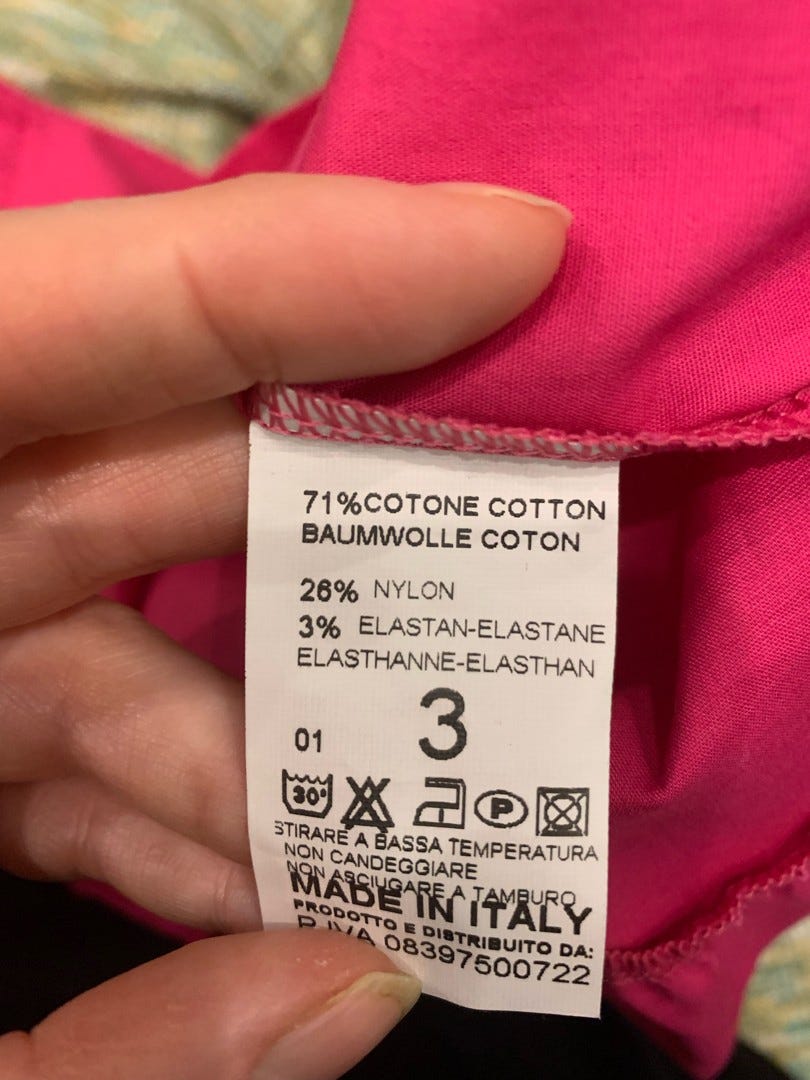 71%COTONE COTTON
BAUMWOLLE COTON
26% NYLON
3% ELASTAN-ELASTANE
ELASTHANNE-ELASTHAN
3
01
30°
P
STIRARE A BASSA TEMPERATURA
NON CANDEGGIARE
NON ASCIUGARE A TAMBURO
MADE IN ITALY
PRODOTTO E DISTRIBUITO DA:
P.IVA 08397500722